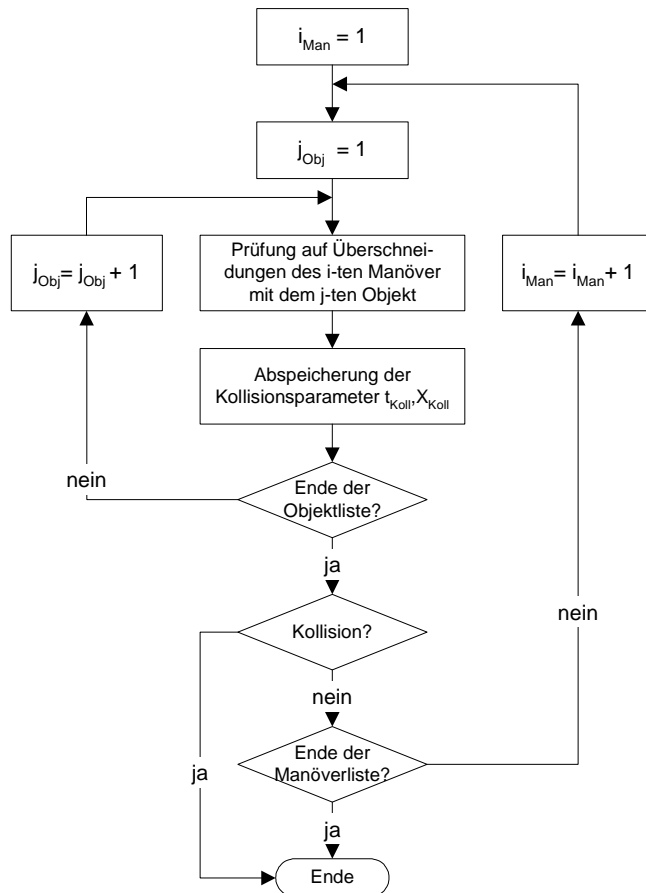 i_Man = 1
j_Obj = 1
j_Obj= j_Obj + 1
Prüfung auf Überschnei-
dungen des i-ten Manöver
mit dem j-ten Objekt
i_Man= i_Man+ 1
Abspeicherung der
Kollisionsparameter t_Koll,X_Koll
nein
Ende der
Objektliste?
ja
Kollision?
nein
nein
Ende der
Manöverliste?
ja
ja
Ende